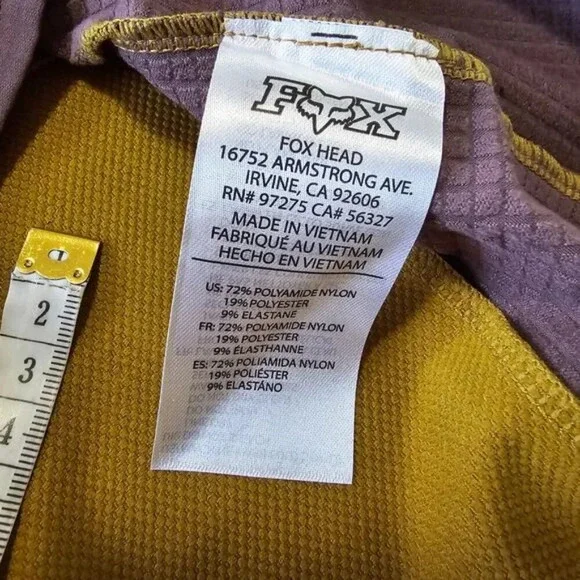 FOX
FOX HEAD
16752 ARMSTRONG AVE.
IRVINE, CA 92606
RN# 97275 CA# 56327
MADE IN VIETNAM
FABRIQUÉ AU VIETNAM
HECHO EN VIETNAM
US: 72% POLYAMIDE NYLON
19% POLYESTER
9% ELASTANE
FR: 72% POLYAMIDE NYLON
19% POLYESTER
9% ÉLASTHANNE
ES: 72% POLIAMIDA NYLON
19% POLIÉSTER
9% ELASTÁNO
1
2
3
4